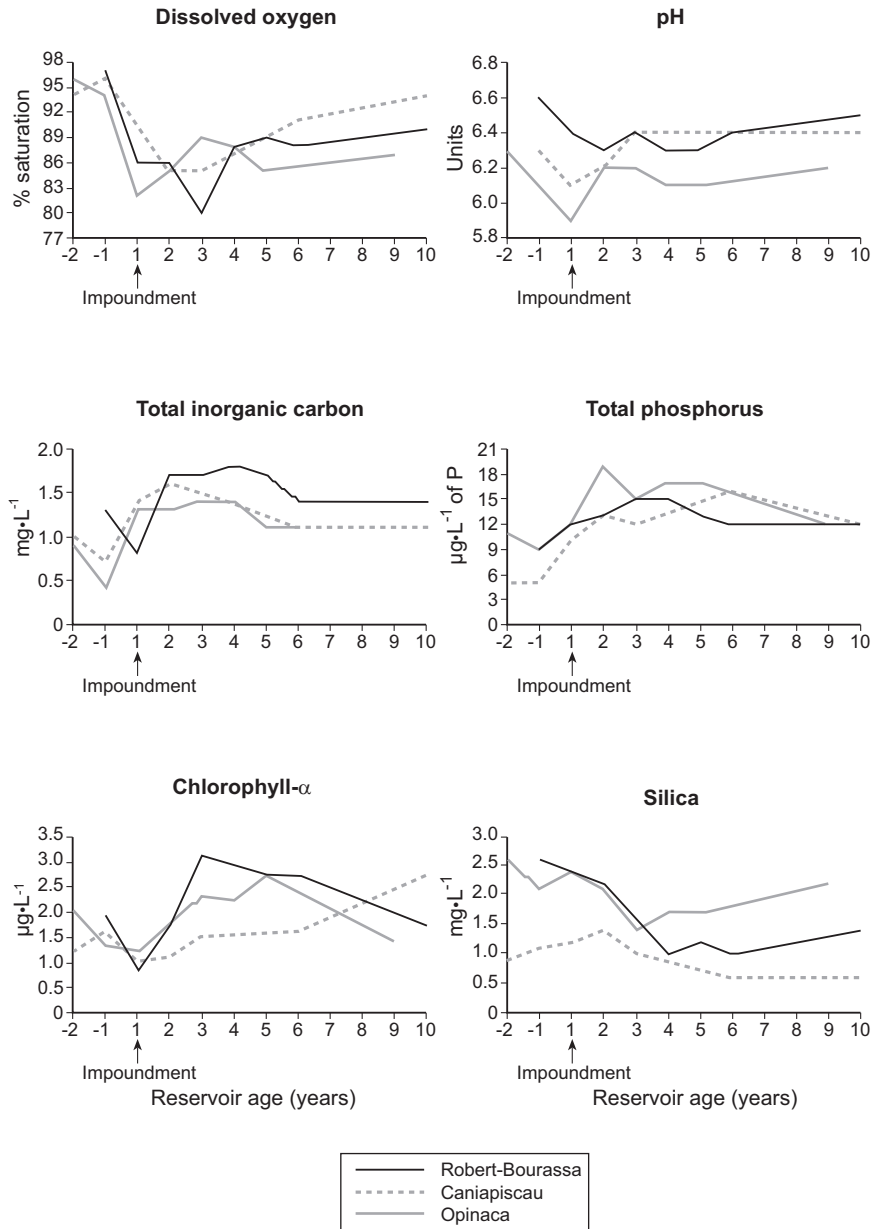 Dissolved oxygen
% saturation
98
95
92
89
86
83
80
77
-2 -1 1 2 3 4 5 6 7 8 9 10
Impoundment
pH
Units
6.6
6.4
6.2
6.0
5.8
-2 -1 1 2 3 4 5 6 7 8 9 10
Impoundment
Total inorganic carbon
mg•L-1
2.0
1.5
1.0
0.5
0
-2 -1 1 2 3 4 5 6 7 8 9 10
Impoundment
Total phosphorus
µg•L-1 of P
21
18
15
12
9
6
3
0
-2 -1 1 2 3 4 5 6 7 8 9 10
Impoundment
Chlorophyll-α
µg•L-1
3.5
3.0
2.5
2.0
1.5
1.0
0.5
0
-2 -1 1 2 3 4 5 6 7 8 9 10
Impoundment
Reservoir age (years)
Silica
mg•L-1
3.0
2.5
2.0
1.5
1.0
0.5
0
-2 -1 1 2 3 4 5 6 7 8 9 10
Impoundment
Reservoir age (years)
Robert-Bourassa
Caniapiscau
Opinaca